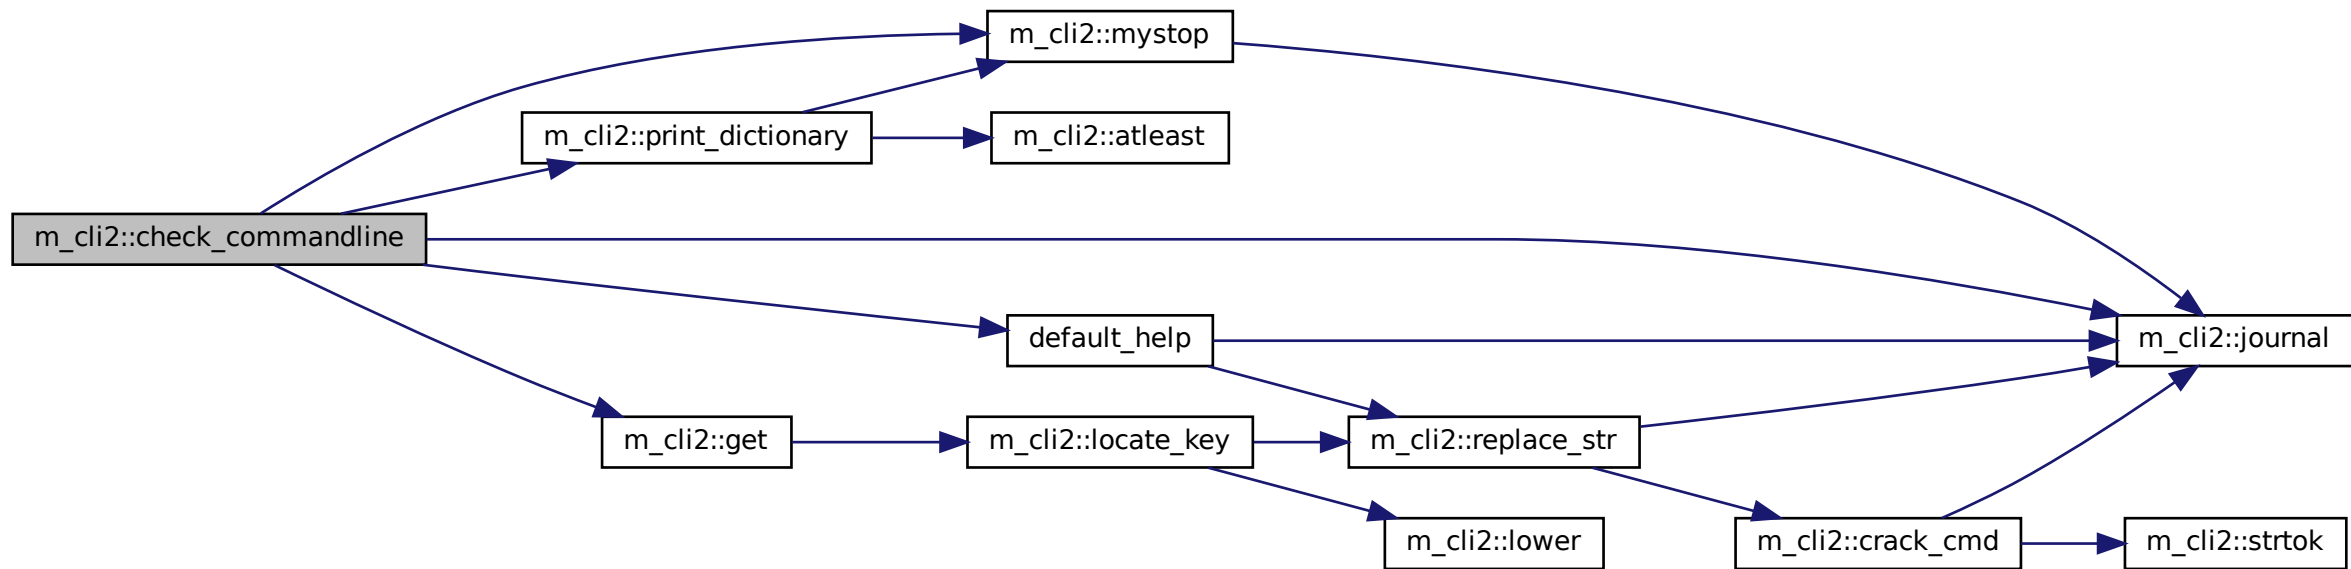 m_cli2::mystop
m_cli2::print_dictionary
m_cli2::atleast
m_cli2::check_commandline
default_help
m_cli2::journal
m_cli2::get
m_cli2::locate_key
m_cli2::replace_str
m_cli2::lower
m_cli2::crack_cmd
m_cli2::strtok